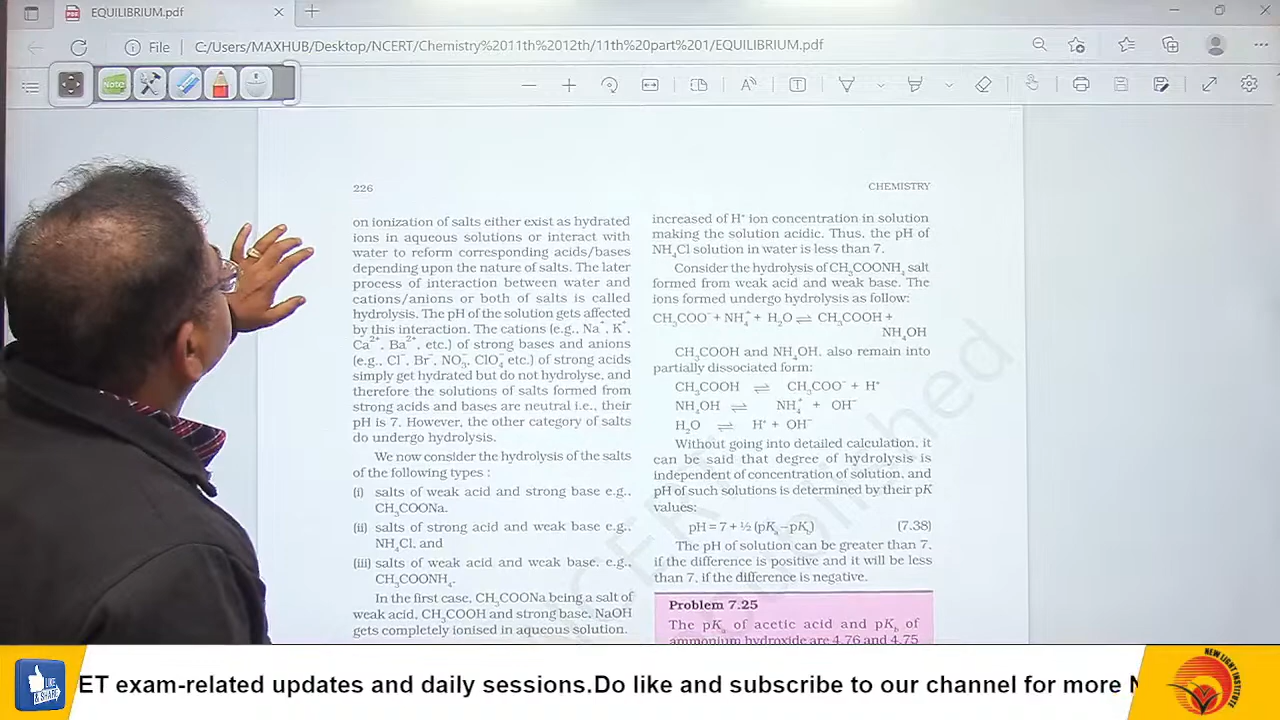 EQUILIBRIUM.pdf
File
C:/Users/MAXHUB/Desktop/NCERT/Chemistry%2011th%2012th/11th%20part%201/EQUILIBRIUM.pdf
Note
226
CHEMISTRY
on ionization of salts either exist as hydrated
ions in aqueous solutions or interact with
water to reform corresponding acids/bases
depending upon the nature of salts. The later
process of interaction between water and
cations/anions or both of salts is called
hydrolysis. The pH of the solution gets affected
by this interaction. The cations (e.g., Na⁺, K⁺,
Ca²⁺, Ba²⁺, etc.) of strong bases and anions
(e.g., Cl⁻, Br⁻, NO₃⁻, ClO₄⁻ etc.) of strong acids
simply get hydrated but do not hydrolyse, and
therefore the solutions of salts formed from
strong acids and bases are neutral i.e., their
pH is 7. However, the other category of salts
do undergo hydrolysis.
We now consider the hydrolysis of the salts
of the following types :
(i) salts of weak acid and strong base e.g.,
CH₃COONa.
(ii) salts of strong acid and weak base e.g.,
NH₄Cl, and
(iii) salts of weak acid and weak base, e.g.,
CH₃COONH₄.
In the first case, CH₃COONa being a salt of
weak acid, CH₃COOH and strong base, NaOH
gets completely ionised in aqueous solution.
increased of H⁺ ion concentration in solution
making the solution acidic. Thus, the pH of
NH₄Cl solution in water is less than 7.
Consider the hydrolysis of CH₃COONH₄ salt
formed from weak acid and weak base. The
ions formed undergo hydrolysis as follow:
CH₃COO⁻ + NH₄⁺ + H₂O ⇌ CH₃COOH +
NH₄OH
CH₃COOH and NH₄OH, also remain into
partially dissociated form:
CH₃COOH ⇌ CH₃COO⁻ + H⁺
NH₄OH ⇌ NH₄⁺ + OH⁻
H₂O ⇌ H⁺ + OH⁻
Without going into detailed calculation, it
can be said that degree of hydrolysis is
independent of concentration of solution, and
pH of such solutions is determined by their pK
values:
pH = 7 + ½ (pKₐ − pK_b) (7.38)
The pH of solution can be greater than 7,
if the difference is positive and it will be less
than 7, if the difference is negative.
Problem 7.25
The pKₐ of acetic acid and pK_b of
ammonium hydroxide are 4.76 and 4.75
LIKE
& SHARE
ET exam-related updates and daily sessions.Do like and subscribe to our channel for more N
NEW LIGHT INSTITUTE